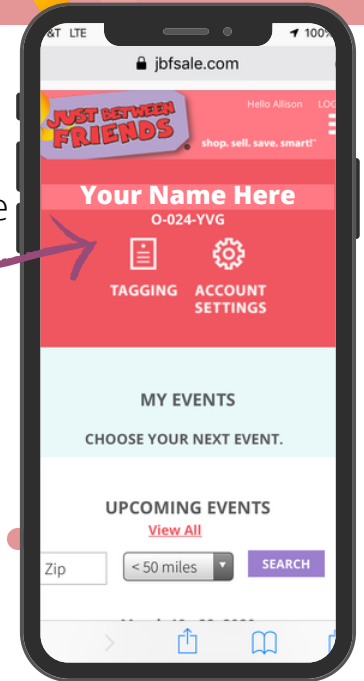 &T LTE 100%
jbfsale.com
Hello Allison LOG
JUST BETWEEN
FRIENDS
shop. sell. save. smart!
Your Name Here
O-024-YVG
TAGGING ACCOUNT
SETTINGS
MY EVENTS
CHOOSE YOUR NEXT EVENT.
UPCOMING EVENTS
View All
Zip < 50 miles SEARCH